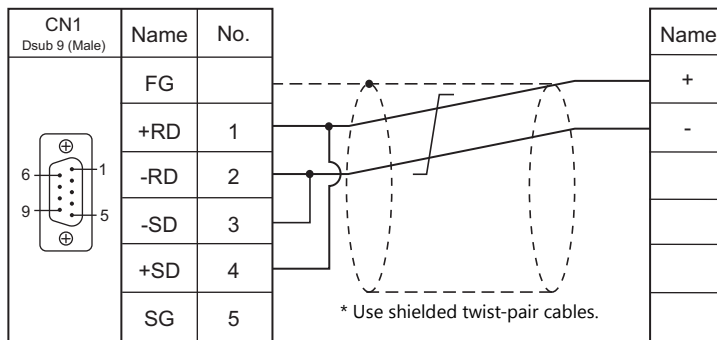 CN1
Dsub 9 (Male)
Name No.
Name
FG
+
+RD 1
-
-RD 2
6 1
-SD 3
9 5
+SD 4
SG 5
* Use shielded twist-pair cables.